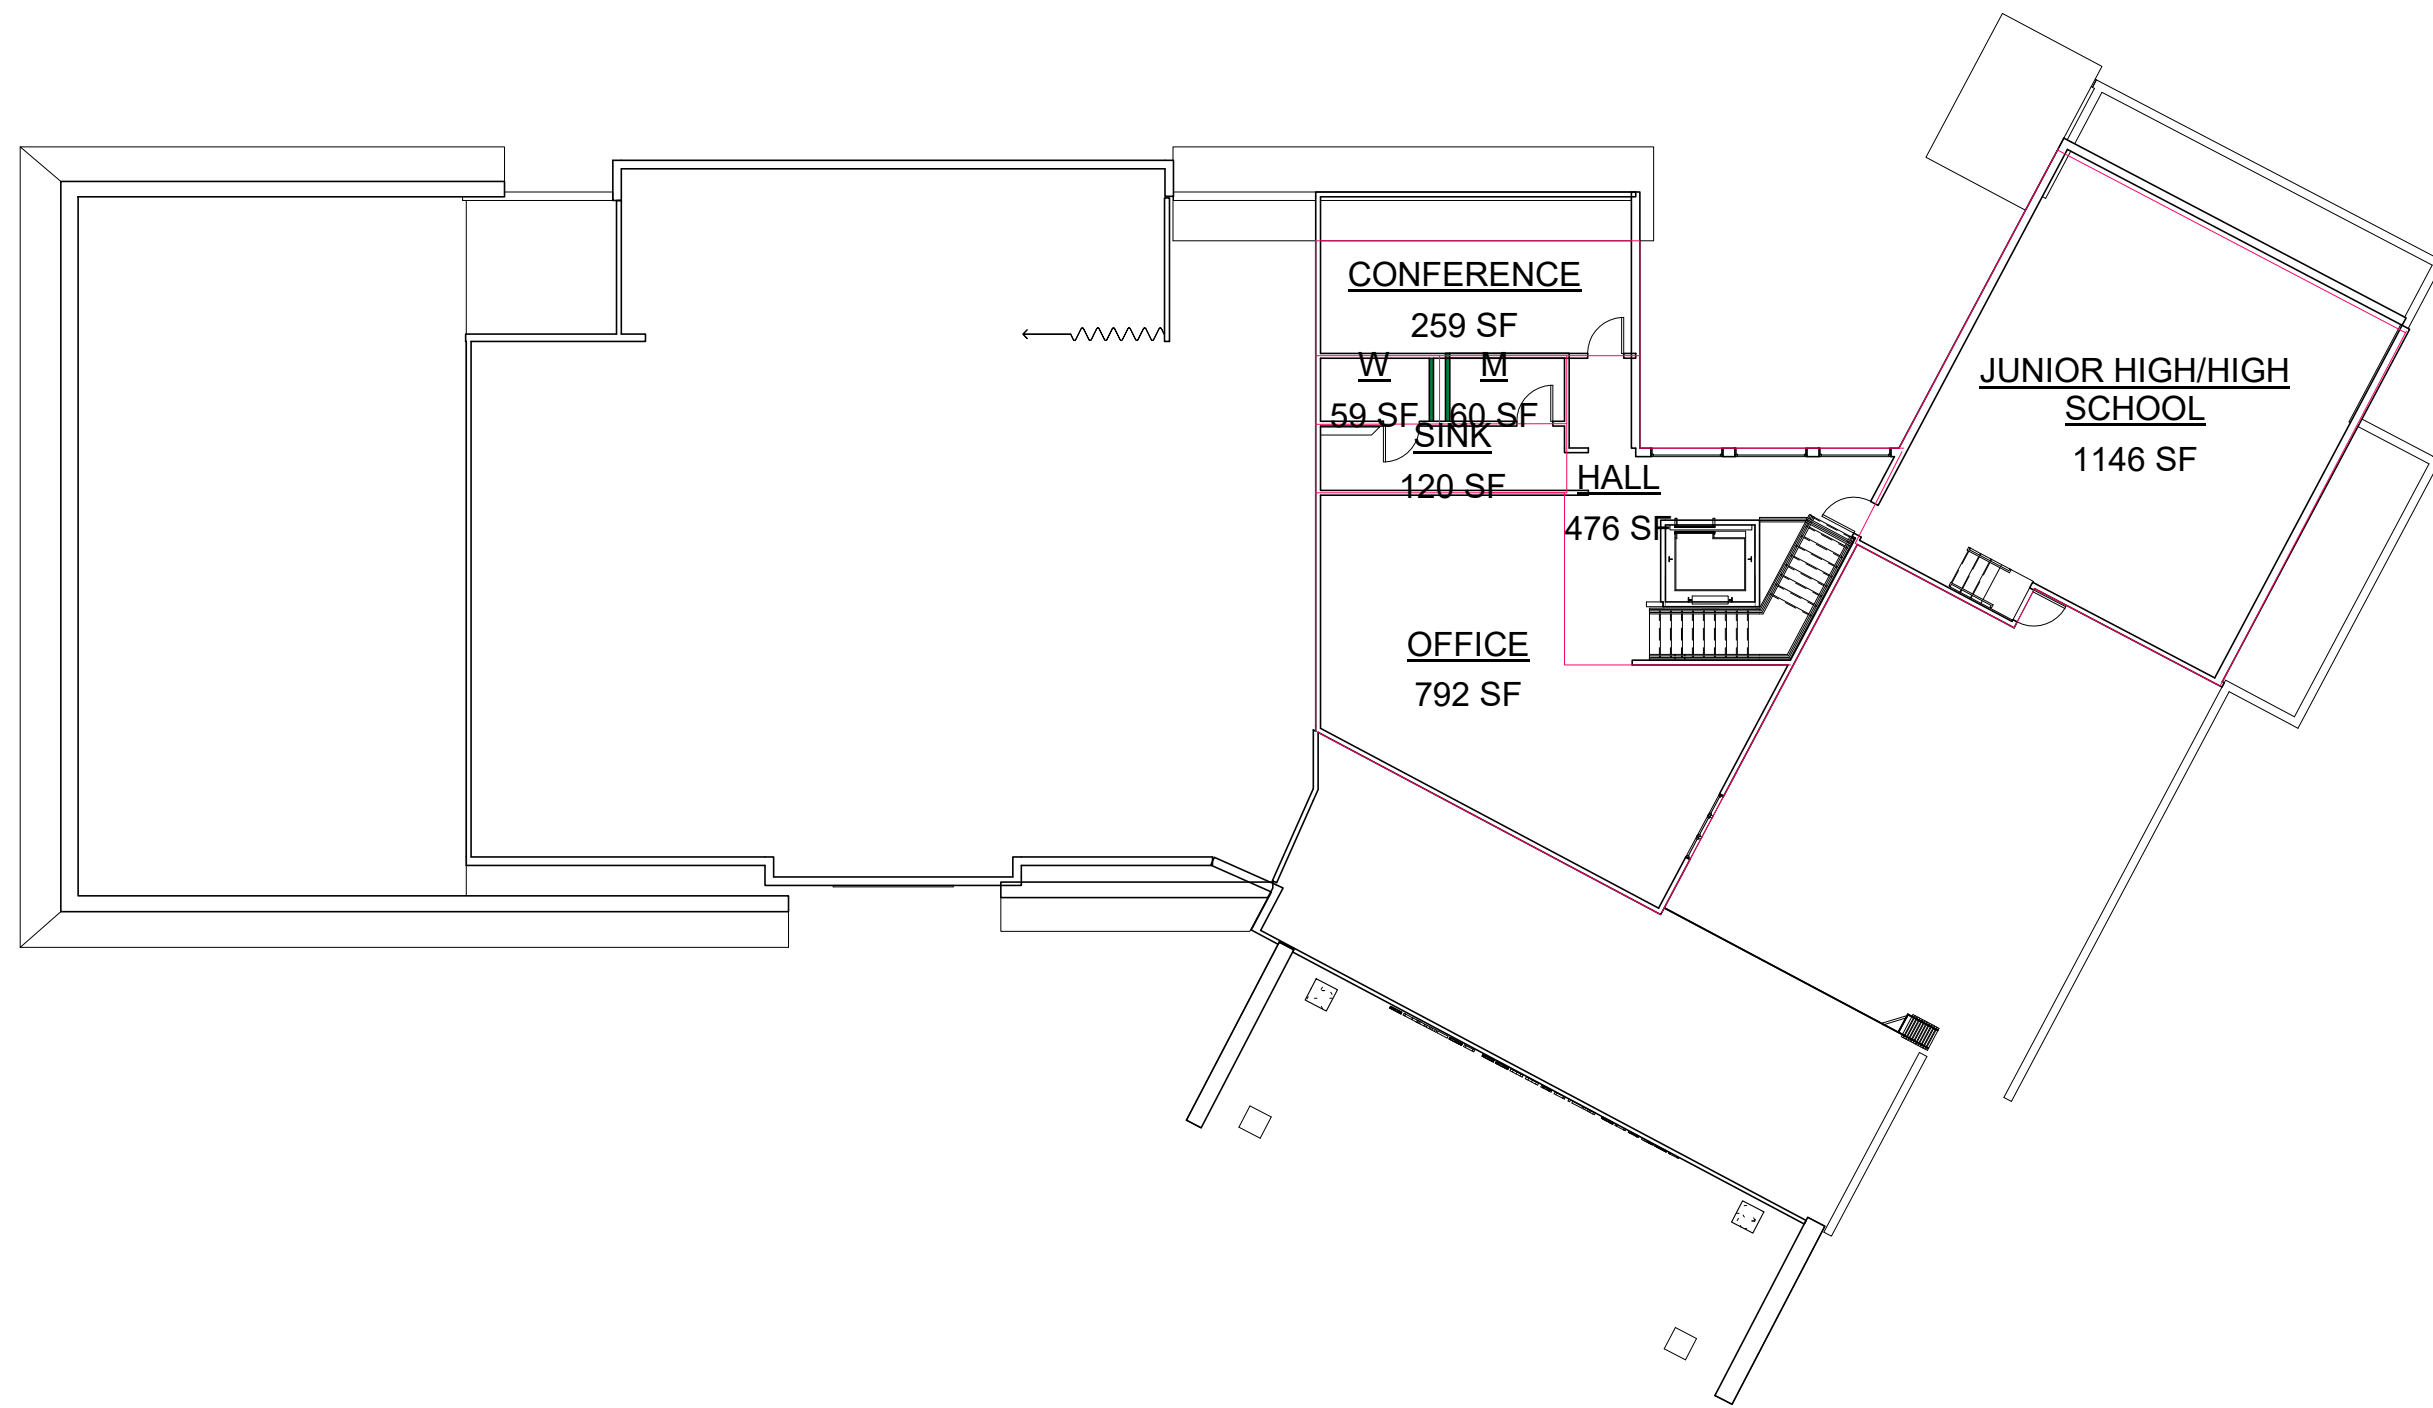 CONFERENCE
259 SF
W
59 SF
M
60 SF
SINK
120 SF
HALL
476 SF
OFFICE
792 SF
JUNIOR HIGH/HIGH
SCHOOL
1146 SF